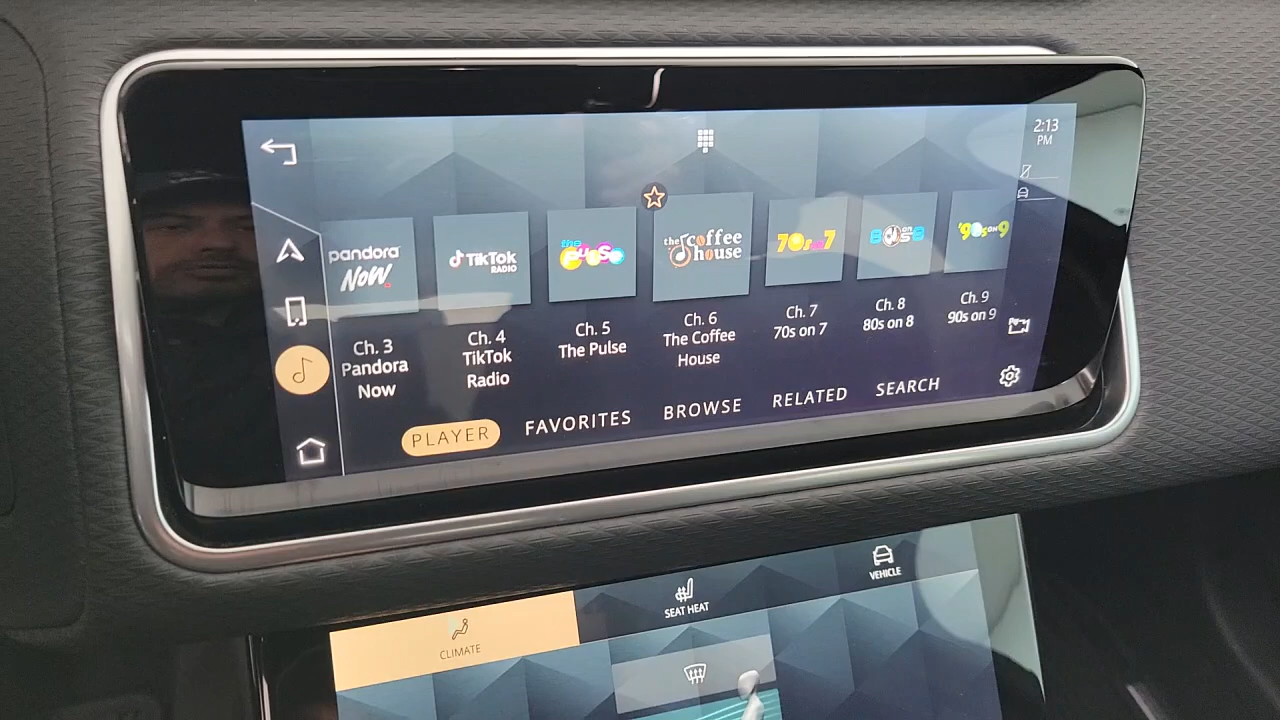 2:13
PM
pandora
NOW
TikTok
RADIO
the
Pulse
the coffee
house
70s on 7
80s on 8
'90s on 9
Ch. 3
Pandora
Now
Ch. 4
TikTok
Radio
Ch. 5
The Pulse
Ch. 6
The Coffee
House
Ch. 7
70s on 7
Ch. 8
80s on 8
Ch. 9
90s on 9
PLAYER
FAVORITES
BROWSE
RELATED
SEARCH
CLIMATE
SEAT HEAT
VEHICLE